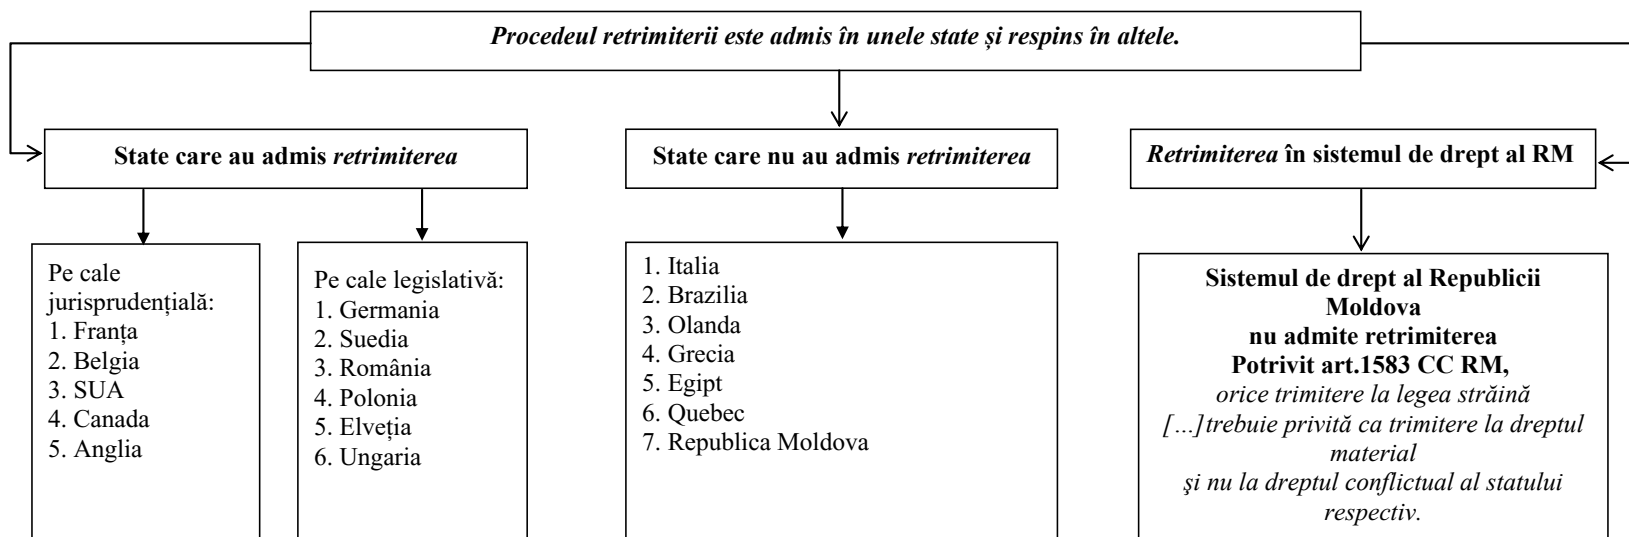 Procedeul retrimiterii este admis în unele state și respins în altele.
State care au admis retrimiterea
State care nu au admis retrimiterea
Retrimiterea în sistemul de drept al RM
Pe cale
jurisprudențială:
1. Franța
2. Belgia
3. SUA
4. Canada
5. Anglia
Pe cale legislativă:
1. Germania
2. Suedia
3. România
4. Polonia
5. Elveția
6. Ungaria
1. Italia
2. Brazilia
3. Olanda
4. Grecia
5. Egipt
6. Quebec
7. Republica Moldova
Sistemul de drept al Republicii
Moldova
nu admite retrimiterea
Potrivit art.1583 CC RM,
orice trimitere la legea străină
[…]trebuie privită ca trimitere la dreptul
material
şi nu la dreptul conflictual al statului
respectiv.